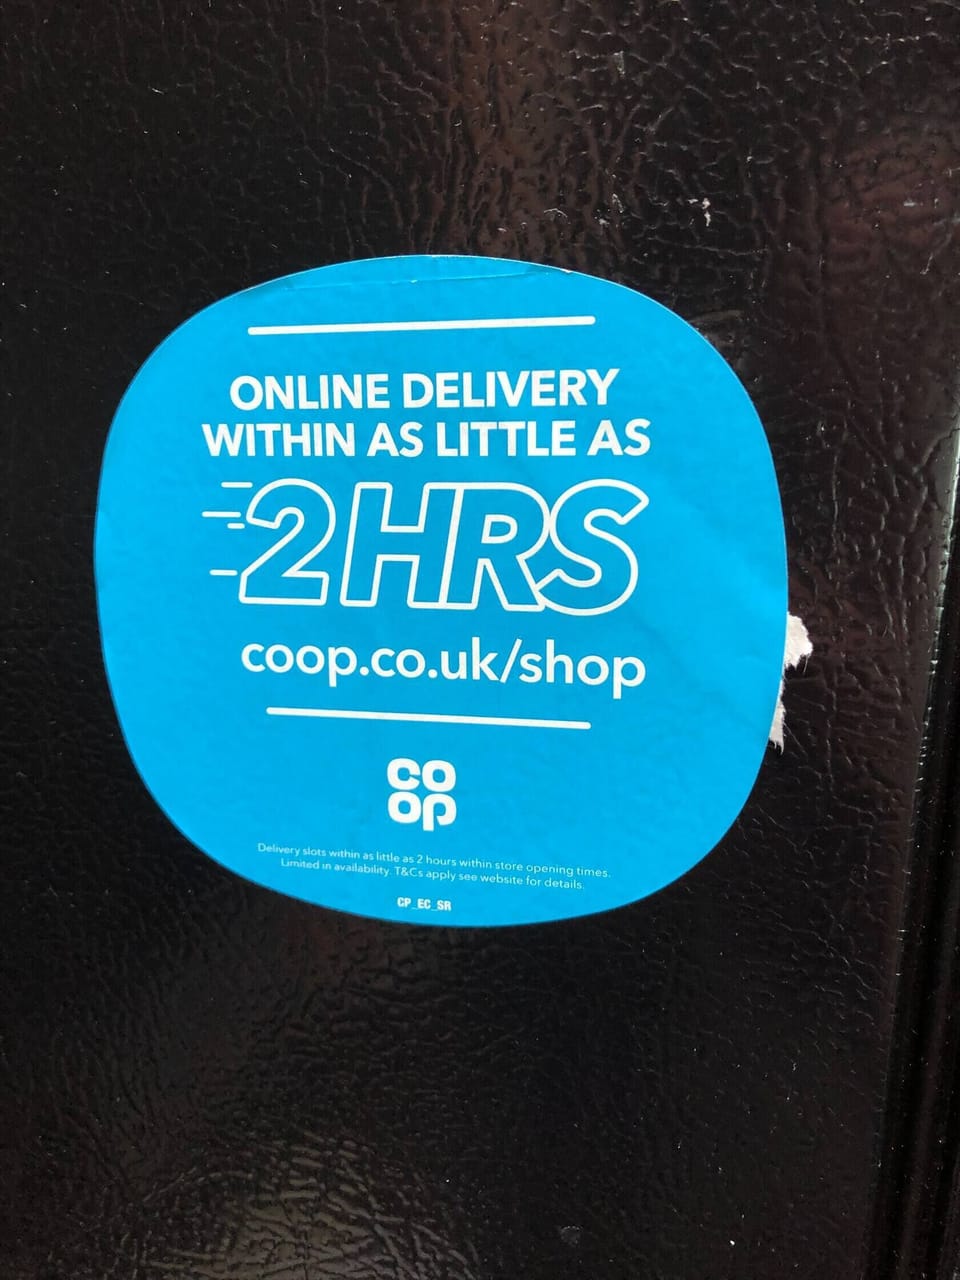 ONLINE DELIVERY
WITHIN AS LITTLE AS
2HRS
coop.co.uk/shop
CO
OP
Delivery slots within as little as 2 hours within store opening times.
Limited in availability. T&Cs apply see website for details.
CP_EC_SR